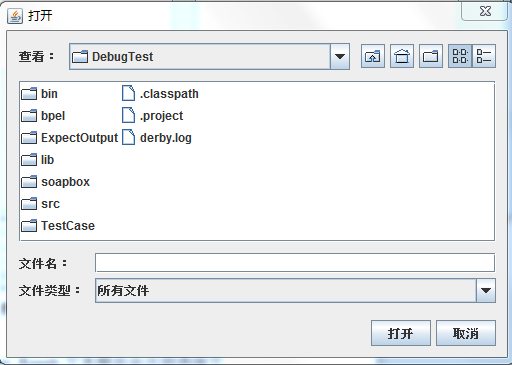 打开
查看：
DebugTest
bin
.classpath
bpel
.project
ExpectOutput
derby.log
lib
soapbox
src
TestCase
文件名：
文件类型：
所有文件
打开
取消